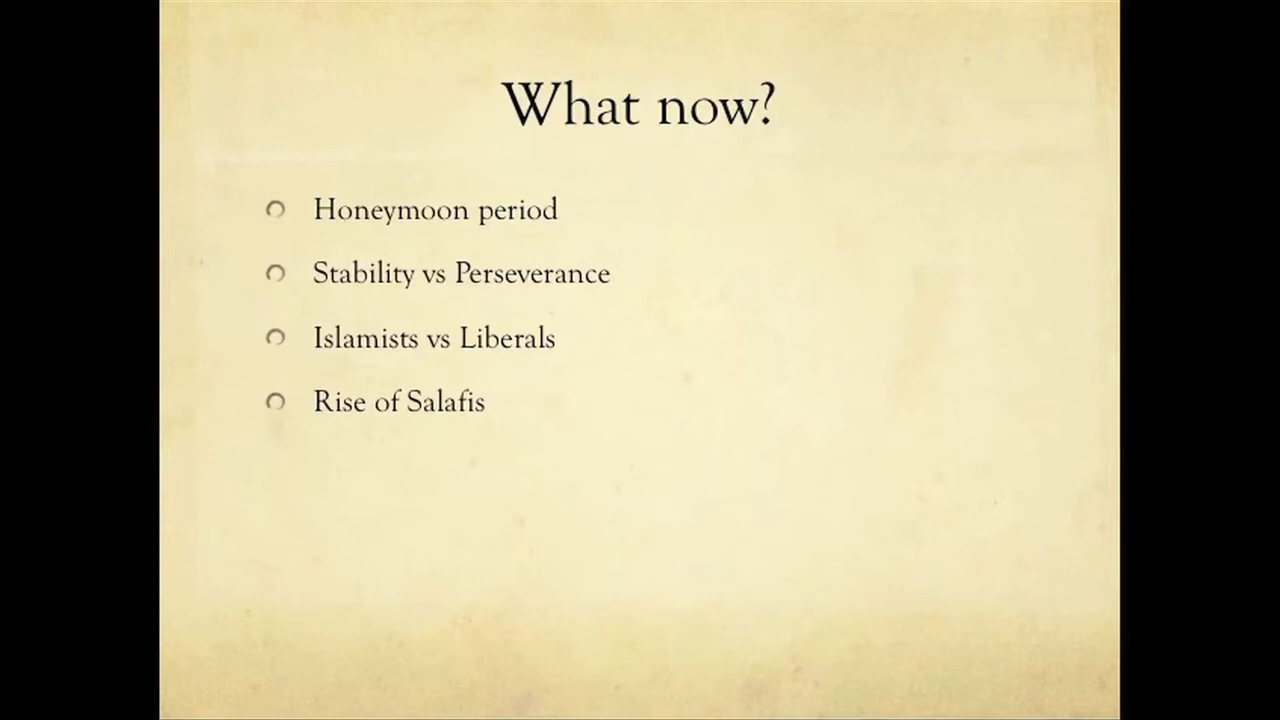 What now?
Honeymoon period
Stability vs Perseverance
Islamists vs Liberals
Rise of Salafis